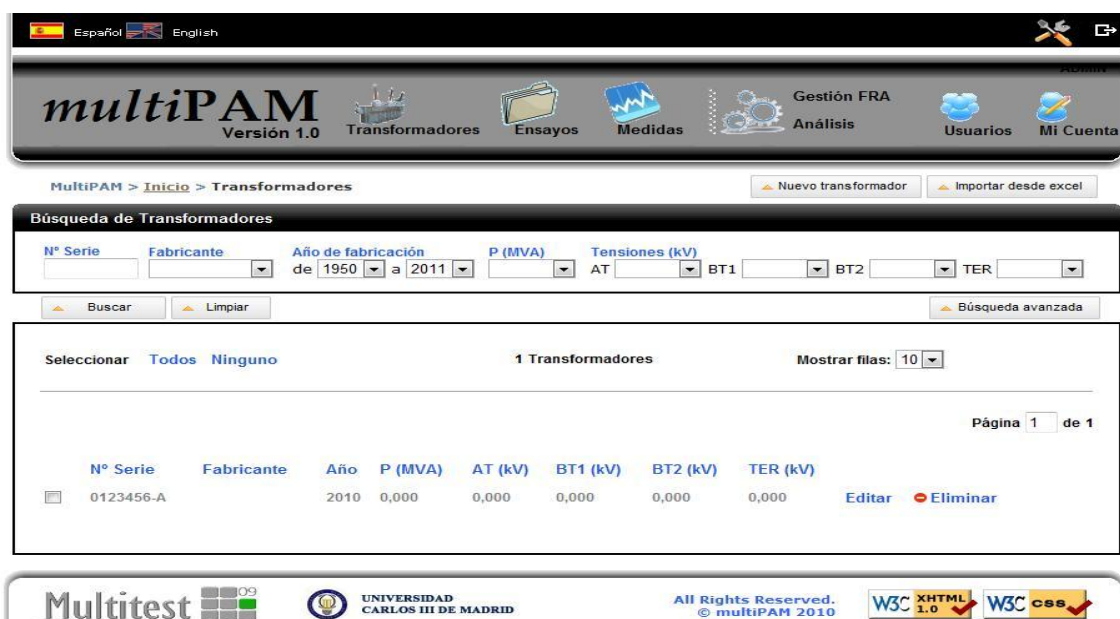 Español English
ADMIN
multiPAM
Versión 1.0
Transformadores Ensayos Medidas
Gestión FRA
Análisis
Usuarios Mi Cuenta
MultiPAM > Inicio > Transformadores
Nuevo transformador Importar desde excel
Búsqueda de Transformadores
Nº Serie Fabricante Año de fabricación P (MVA) Tensiones (kV)
de 1950 a 2011 AT BT1 BT2 TER
Buscar Limpiar Búsqueda avanzada
Seleccionar Todos Ninguno 1 Transformadores Mostrar filas: 10
Página 1 de 1
Nº Serie Fabricante Año P (MVA) AT (kV) BT1 (kV) BT2 (kV) TER (kV)
0123456-A 2010 0,000 0,000 0,000 0,000 0,000 Editar Eliminar
Multitest 09
UNIVERSIDAD
CARLOS III DE MADRID
All Rights Reserved.
© multiPAM 2010
W3C XHTML 1.0
W3C css